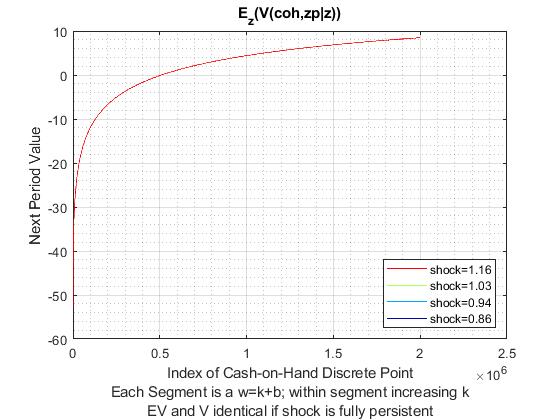 E_z(V(coh,zp|z))
10
0
-10
-20
-30
-40
-50
-60
Next Period Value
shock=1.16
shock=1.03
shock=0.94
shock=0.86
0 0.5 1 1.5 2 2.5
×10^6
Index of Cash-on-Hand Discrete Point
Each Segment is a w=k+b; within segment increasing k
EV and V identical if shock is fully persistent